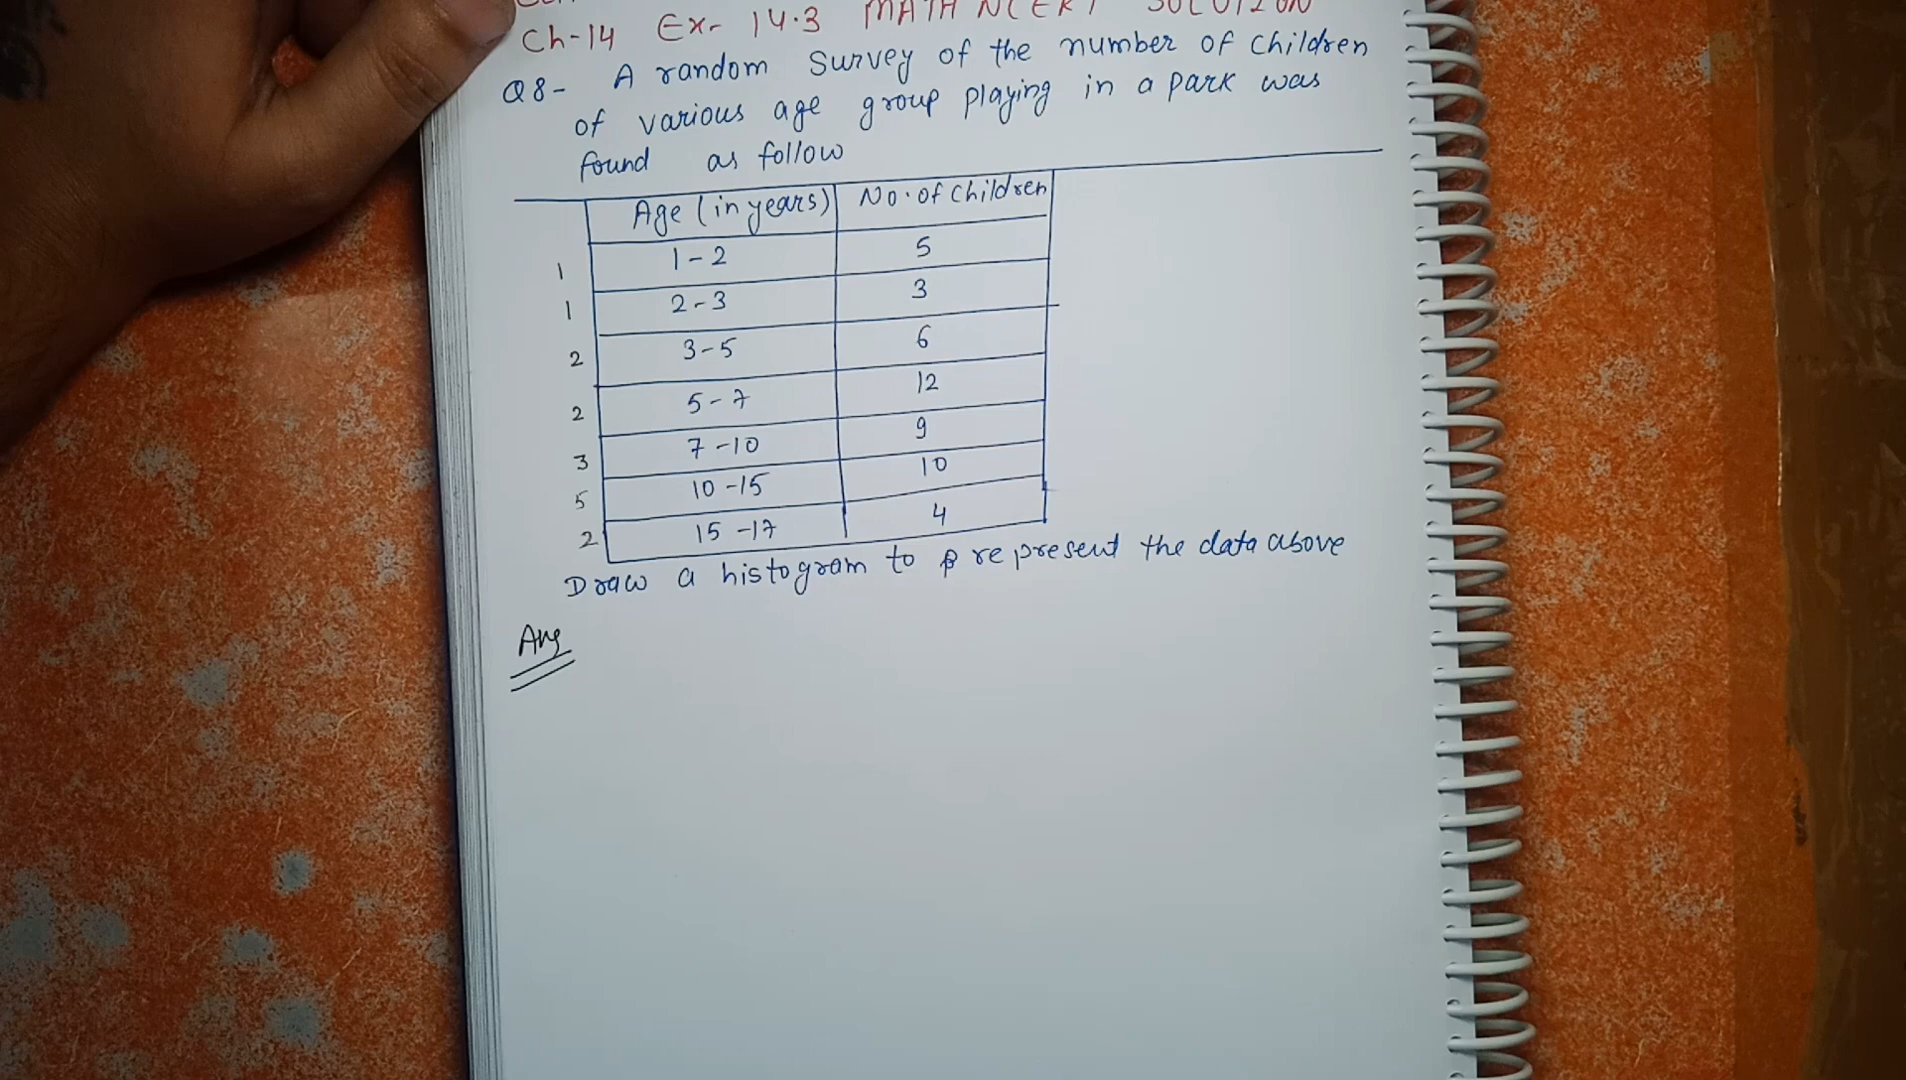 Ch-14 Ex- 14.3 MATH NCERT SOLUTION
Q8- A random survey of the number of children
of various age group playing in a park was
found as follow
Age (in years) No. of children
1 1-2 5
1 2-3 3
2 3-5 6
2 5-7 12
3 7-10 9
5 10-15 10
2 15-17 4
Draw a histogram to represent the data above
Ans